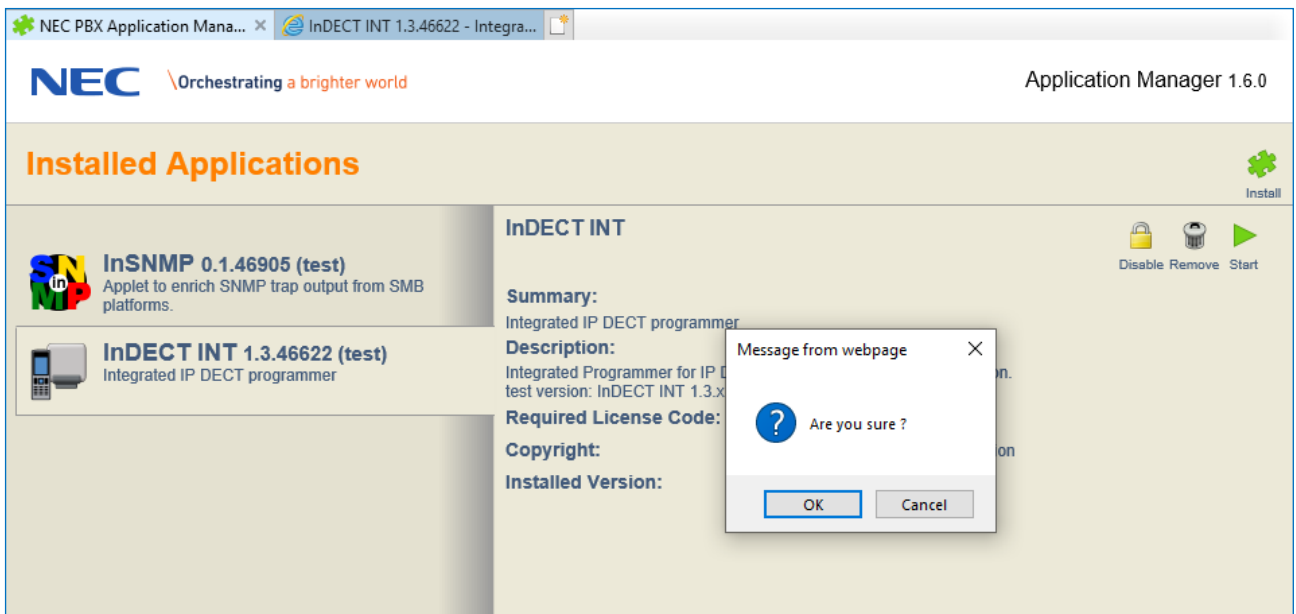 NEC PBX Application Mana...
InDECT INT 1.3.46622 - Integra...
NEC
\Orchestrating a brighter world
Application Manager 1.6.0
Installed Applications
Install
SN
in
MP
InSNMP 0.1.46905 (test)
Applet to enrich SNMP trap output from SMB
platforms.
InDECT INT 1.3.46622 (test)
Integrated IP DECT programmer
InDECT INT
Disable Remove Start
Summary:
Integrated IP DECT programmer
Description:
Integrated Programmer for IP
test version: InDECT INT 1.3.x
Required License Code:
Copyright:
Installed Version:
Message from webpage
Are you sure ?
OK
Cancel